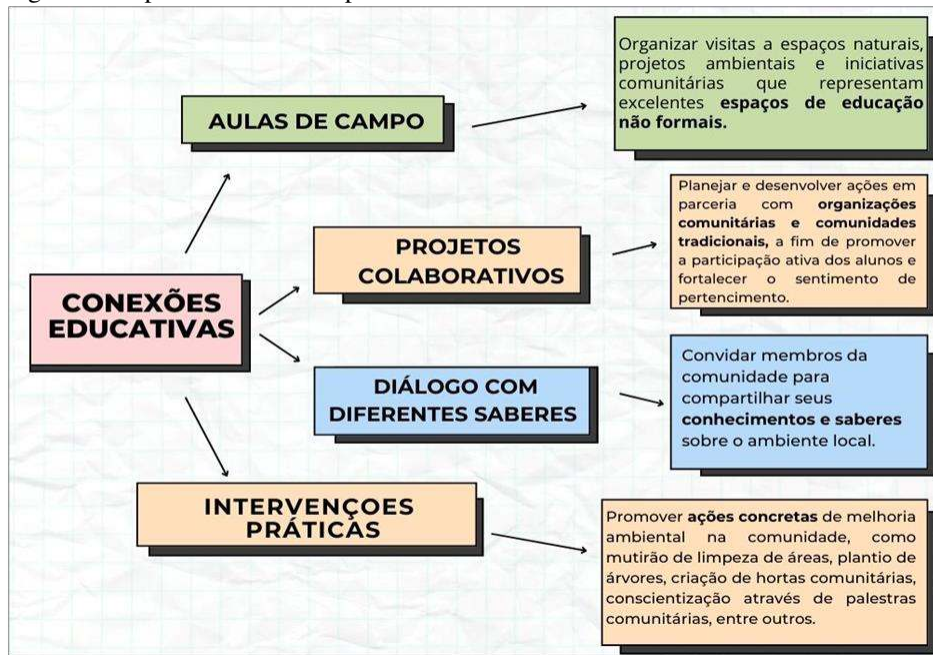 Organizar visitas a espaços naturais,
projetos ambientais e iniciativas
comunitárias que representam
excelentes espaços de educação
não formais.
AULAS DE CAMPO
Planejar e desenvolver ações em
parceria com organizações
comunitárias e comunidades
tradicionais, a fim de promover
a participação ativa dos alunos e
fortalecer o sentimento de
pertencimento.
PROJETOS
COLABORATIVOS
CONEXÕES
EDUCATIVAS
DIÁLOGO COM
DIFERENTES SABERES
Convidar membros da
comunidade para
compartilhar seus
conhecimentos e saberes
sobre o ambiente local.
INTERVENÇOES
PRÁTICAS
Promover ações concretas de melhoria
ambiental na comunidade, como
mutirão de limpeza de áreas, plantio de
árvores, criação de hortas comunitárias,
conscientização através de palestras
comunitárias, entre outros.